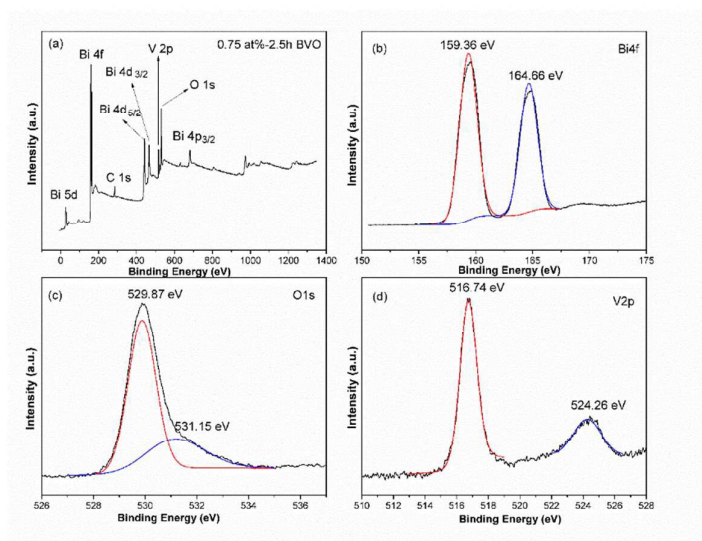 (a)
0.75 at%-2.5h BVO
V 2p
Bi 4f
Bi 4d3/2
O 1s
Bi 4d5/2
Bi 4p3/2
C 1s
Bi 5d
Intensity (a.u.)
0 200 400 600 800 1000 1200 1400
Binding Energy (eV)
(b)
159.36 eV
Bi4f
164.66 eV
Intensity (a.u.)
150 155 160 165 170 175
Binding Energy (eV)
(c)
529.87 eV
O1s
531.15 eV
Intensity (a.u.)
526 528 530 532 534 536
Binding Energy (eV)
516.74 eV
(d)
V2p
524.26 eV
Intensity (a.u.)
510 512 514 516 518 520 522 524 526 528
Binding Energy (eV)